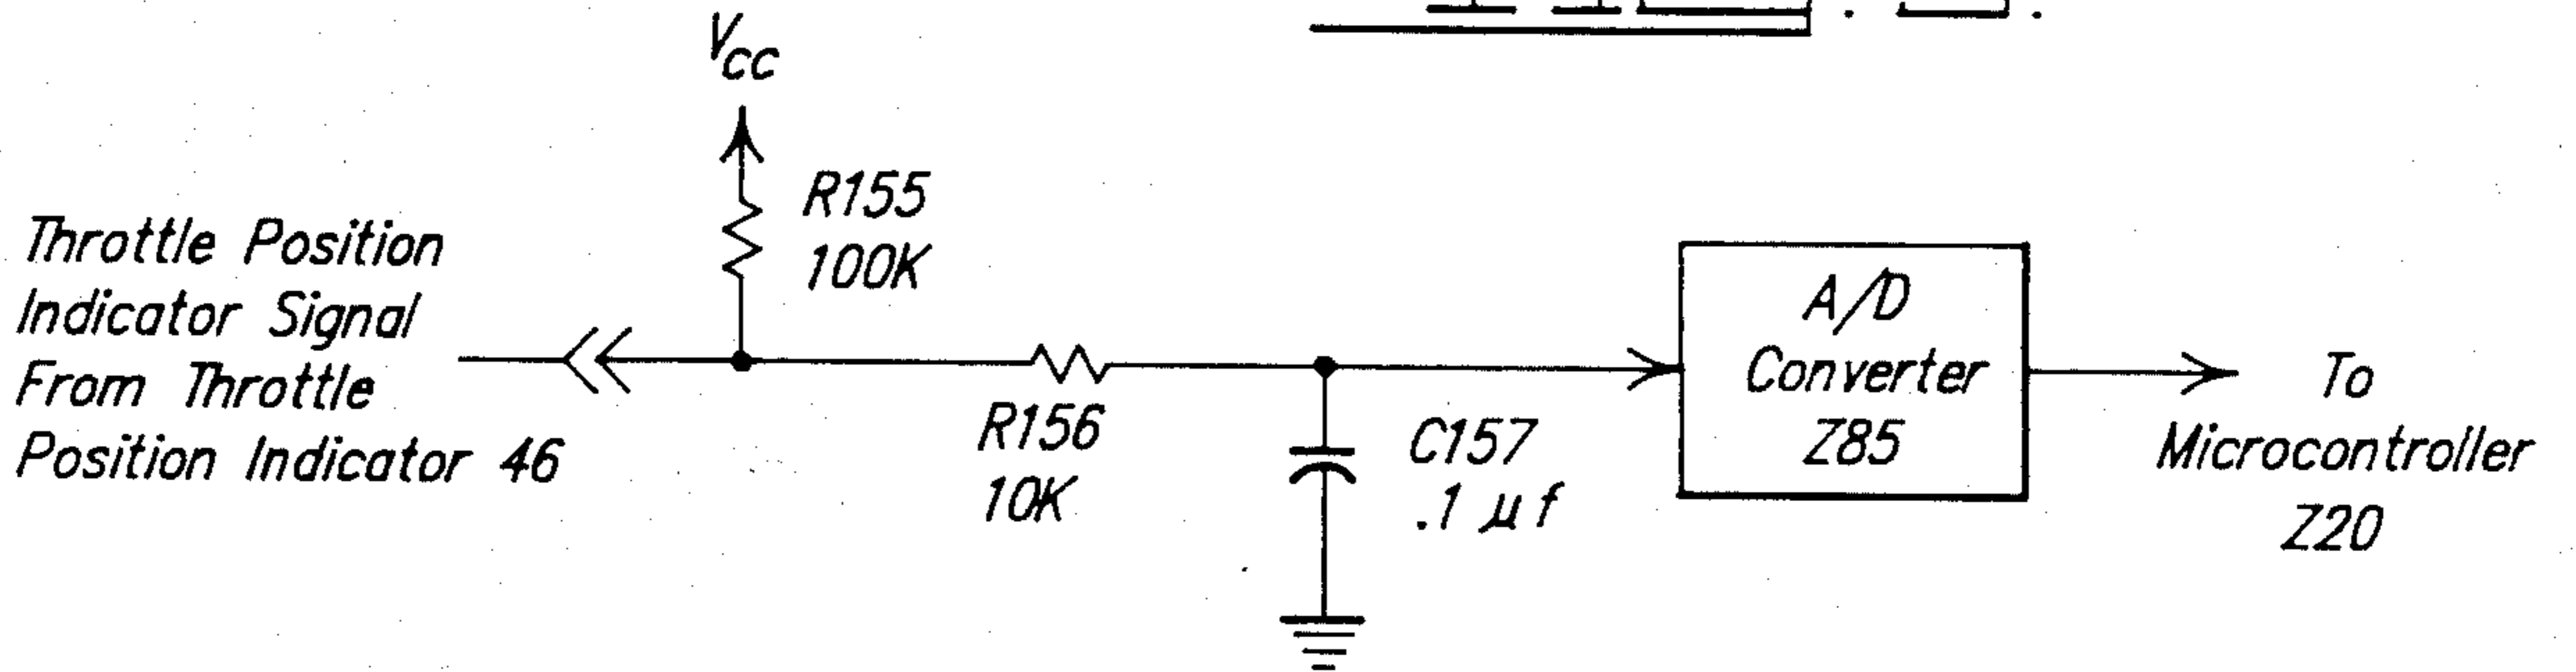 V_CC
R155
100K
Throttle Position
Indicator Signal
From Throttle
Position Indicator 46
R156
10K
C157
.1 μf
A/D
Converter
Z85
To
Microcontroller
Z20